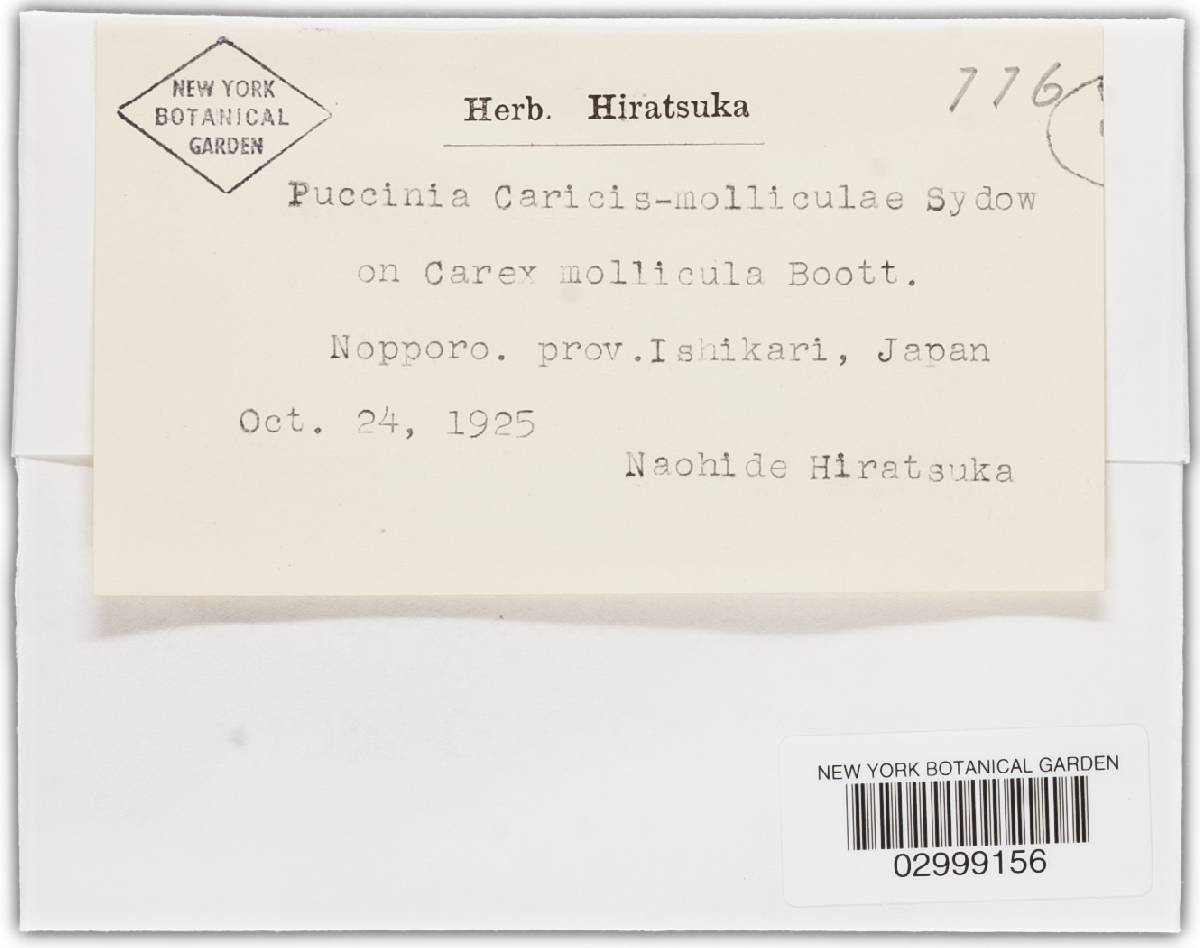 NEW YORK
BOTANICAL
GARDEN
Herb. Hiratsuka
776
Puccinia Caricis-molliculae Sydow
on Carex mollicula Boott.
Nopporo. prov.Ishikari, Japan
Oct. 24, 1925
Naohide Hiratsuka
NEW YORK BOTANICAL GARDEN
02999156